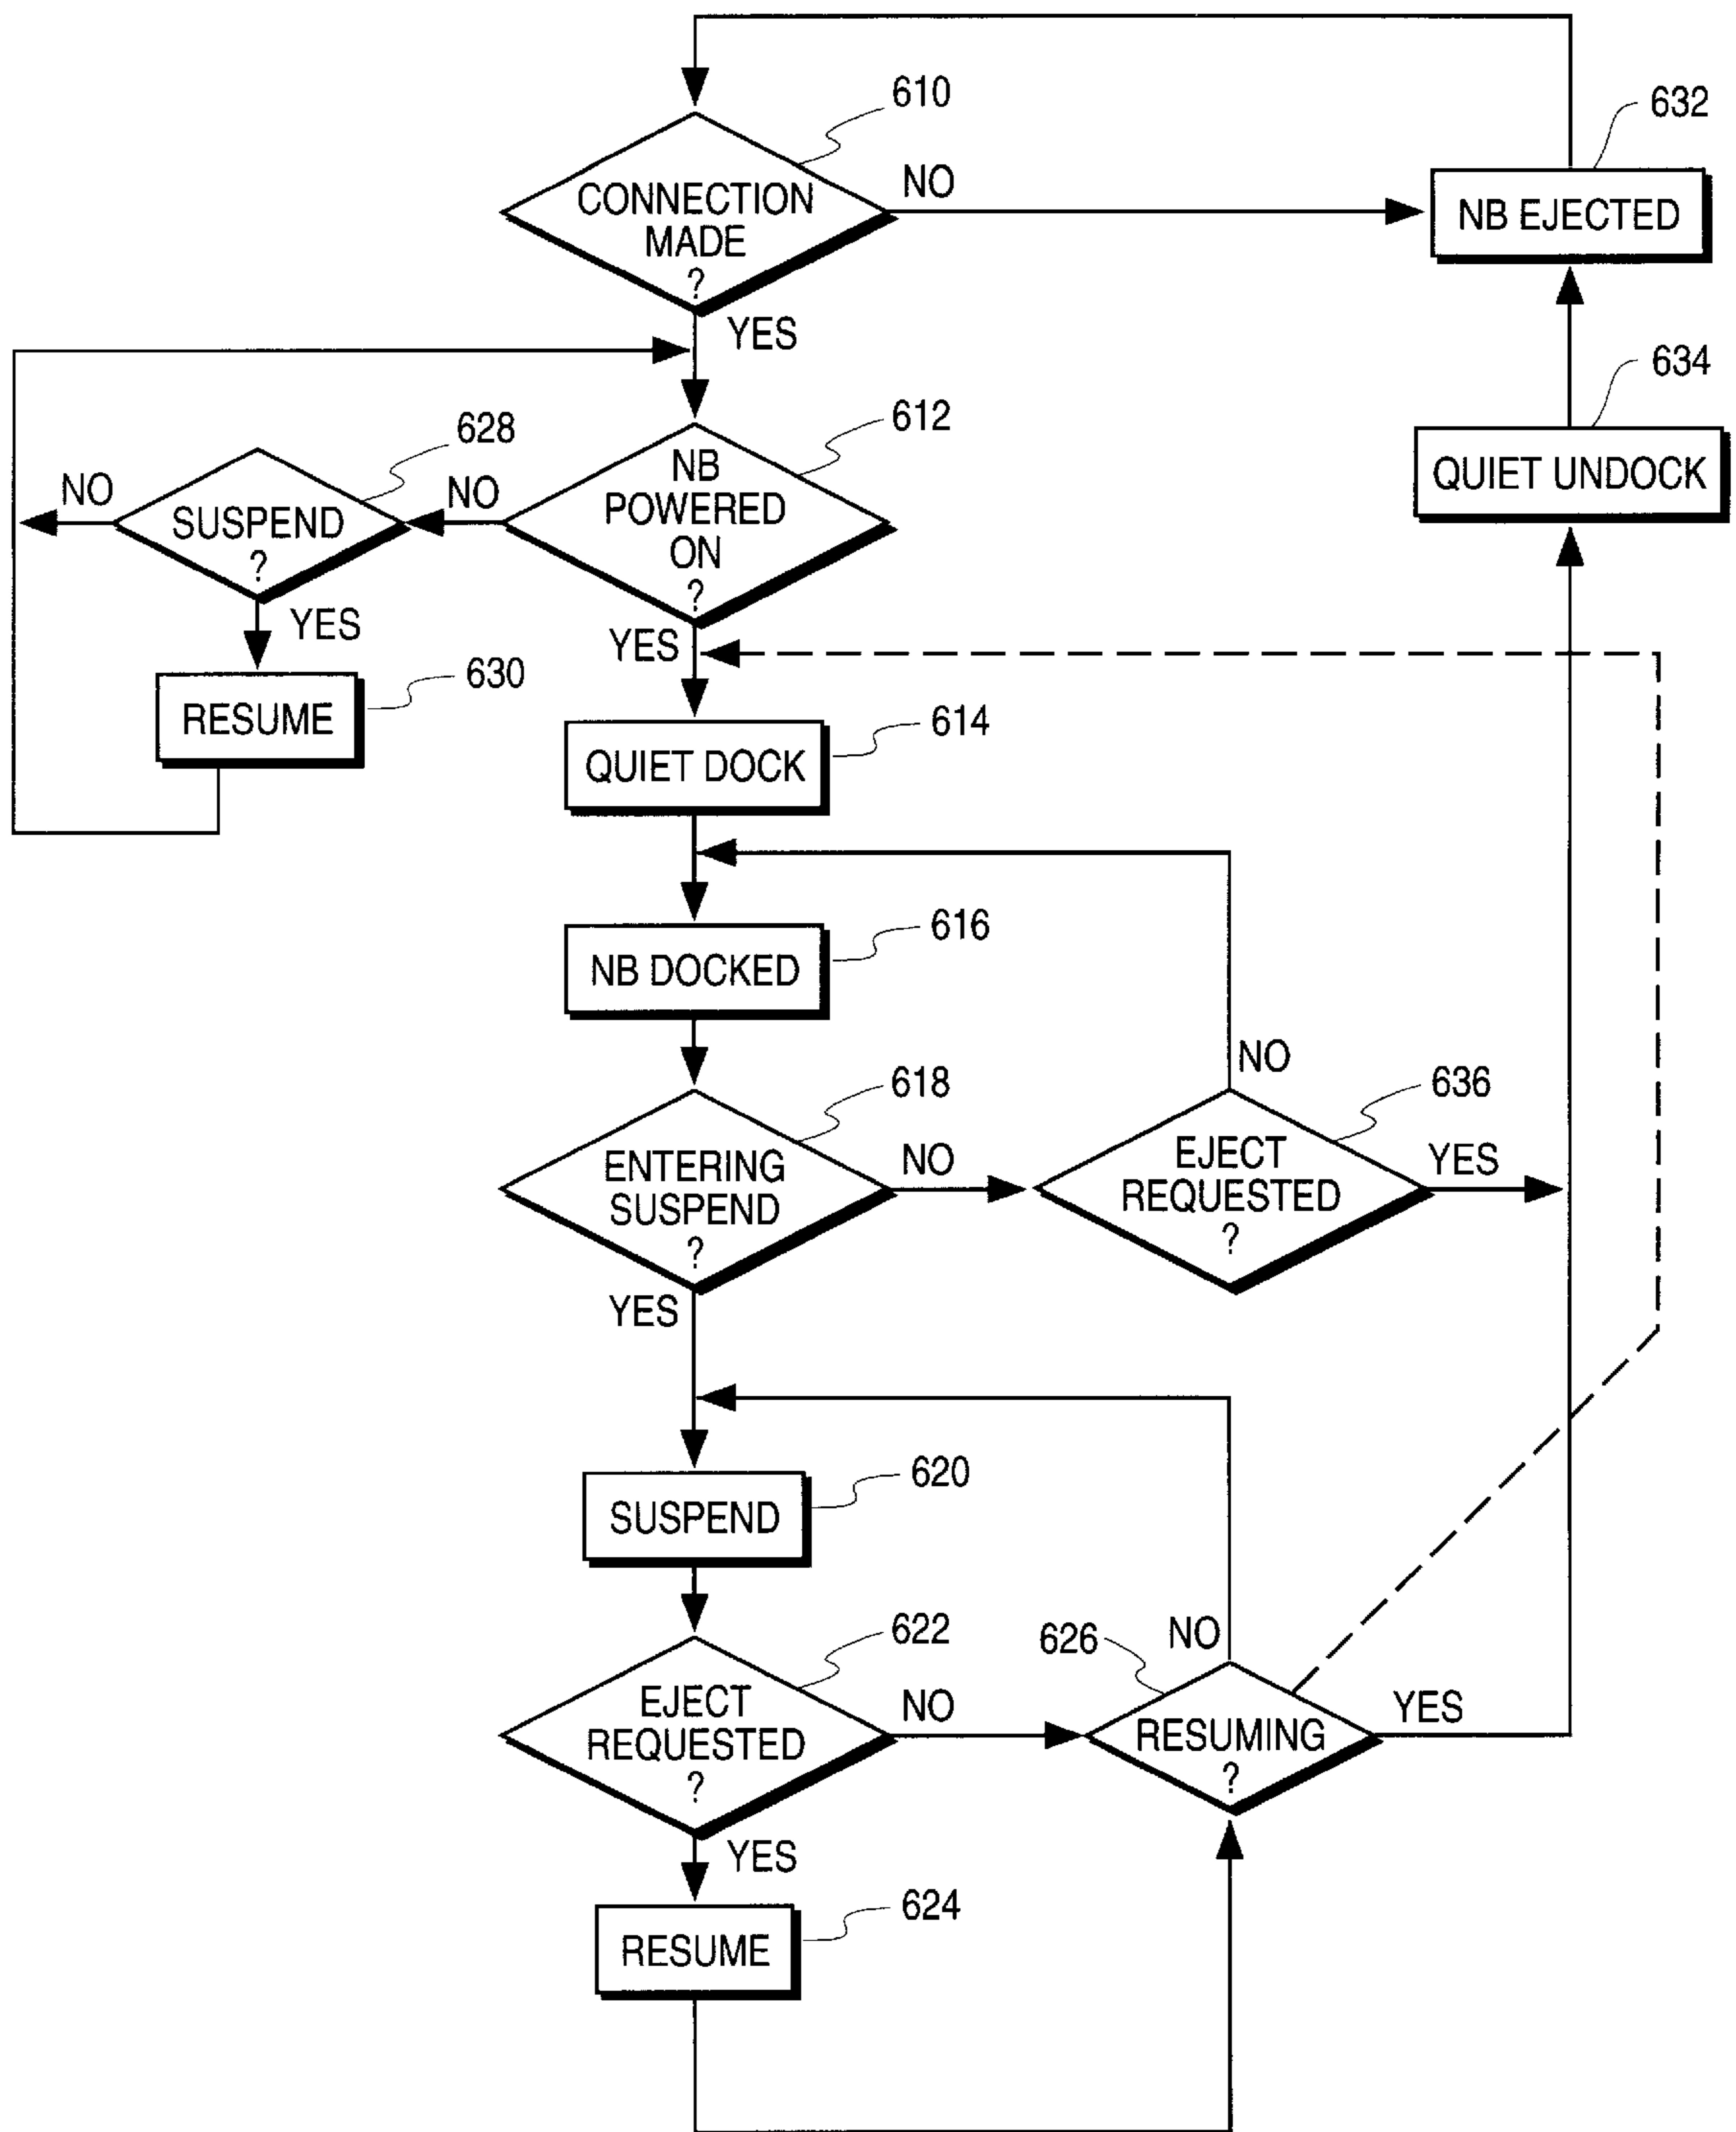 610
CONNECTION
MADE
?
NO
YES
632
NB EJECTED
634
QUIET UNDOCK
612
NB
POWERED
ON
?
NO
YES
628
SUSPEND
?
NO
YES
630
RESUME
614
QUIET DOCK
616
NB DOCKED
618
ENTERING
SUSPEND
?
NO
YES
636
EJECT
REQUESTED
?
NO
YES
620
SUSPEND
622
EJECT
REQUESTED
?
NO
YES
626
RESUMING
?
NO
YES
624
RESUME